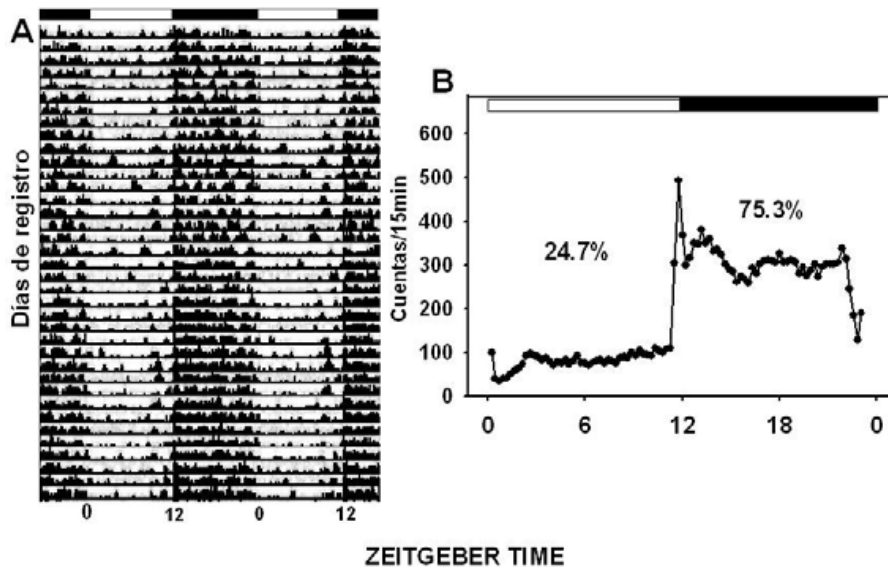 A
Días de registro
0 12 0 12
B
Cuentas/15min
600
500
400
300
200
100
0
24.7%
75.3%
0 6 12 18 0
ZEITGEBER TIME